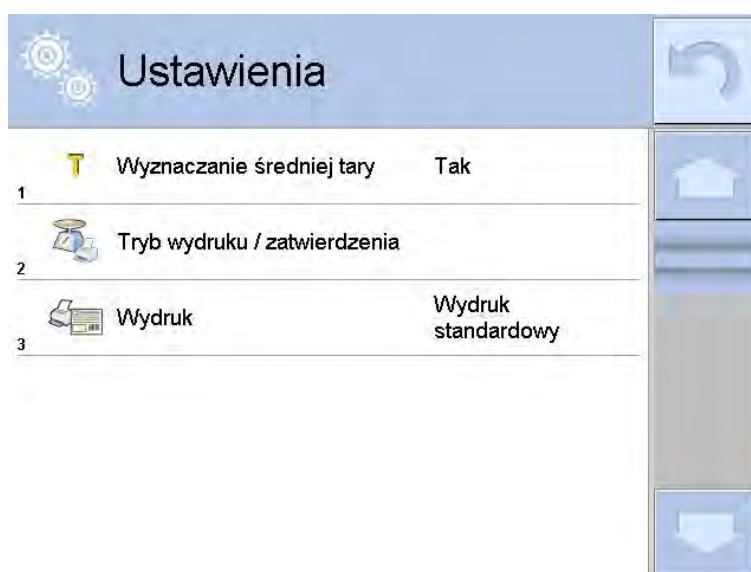 Ustawienia
1 Wyznaczanie średniej tary Tak
2 Tryb wydruku / zatwierdzenia
3 Wydruk Wydruk
standardowy